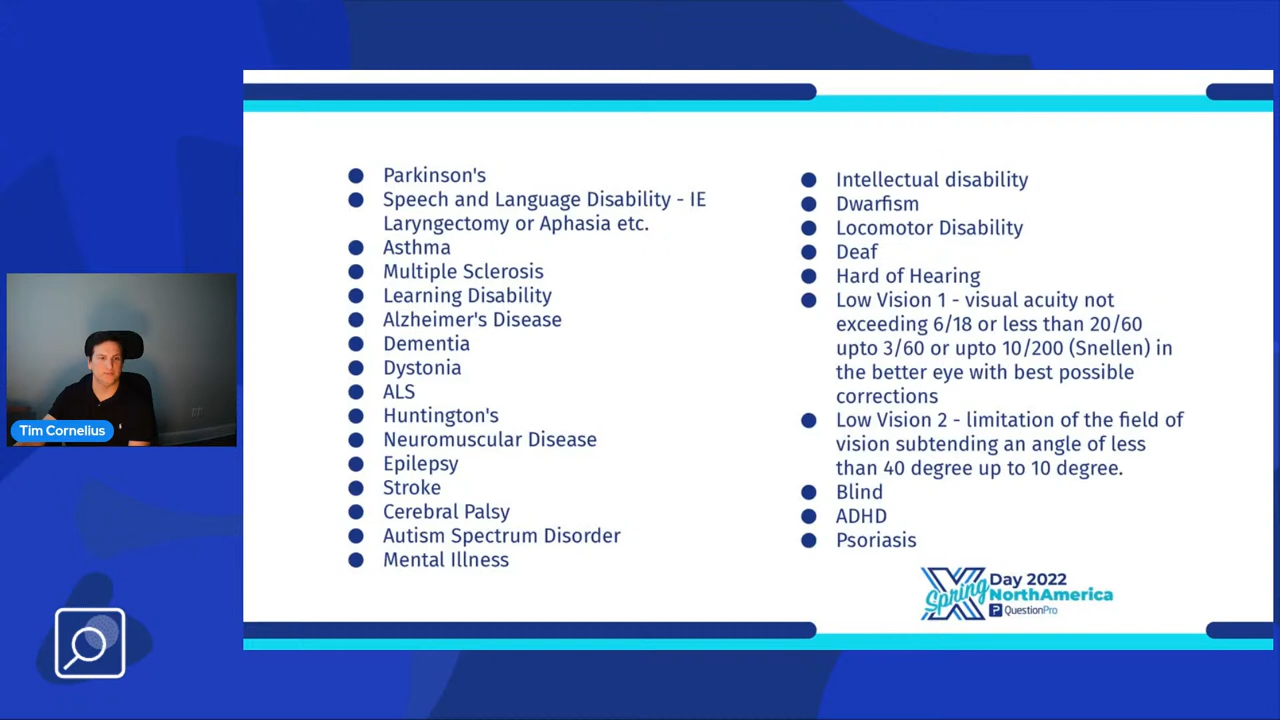 Parkinson's
Speech and Language Disability - IE
Laryngectomy or Aphasia etc.
Asthma
Multiple Sclerosis
Learning Disability
Alzheimer's Disease
Dementia
Dystonia
ALS
Huntington's
Neuromuscular Disease
Epilepsy
Stroke
Cerebral Palsy
Autism Spectrum Disorder
Mental Illness
Intellectual disability
Dwarfism
Locomotor Disability
Deaf
Hard of Hearing
Low Vision 1 - visual acuity not
exceeding 6/18 or less than 20/60
upto 3/60 or upto 10/200 (Snellen) in
the better eye with best possible
corrections
Low Vision 2 - limitation of the field of
vision subtending an angle of less
than 40 degree up to 10 degree.
Blind
ADHD
Psoriasis
Tim Cornelius
X Spring Day 2022
NorthAmerica
P QuestionPro